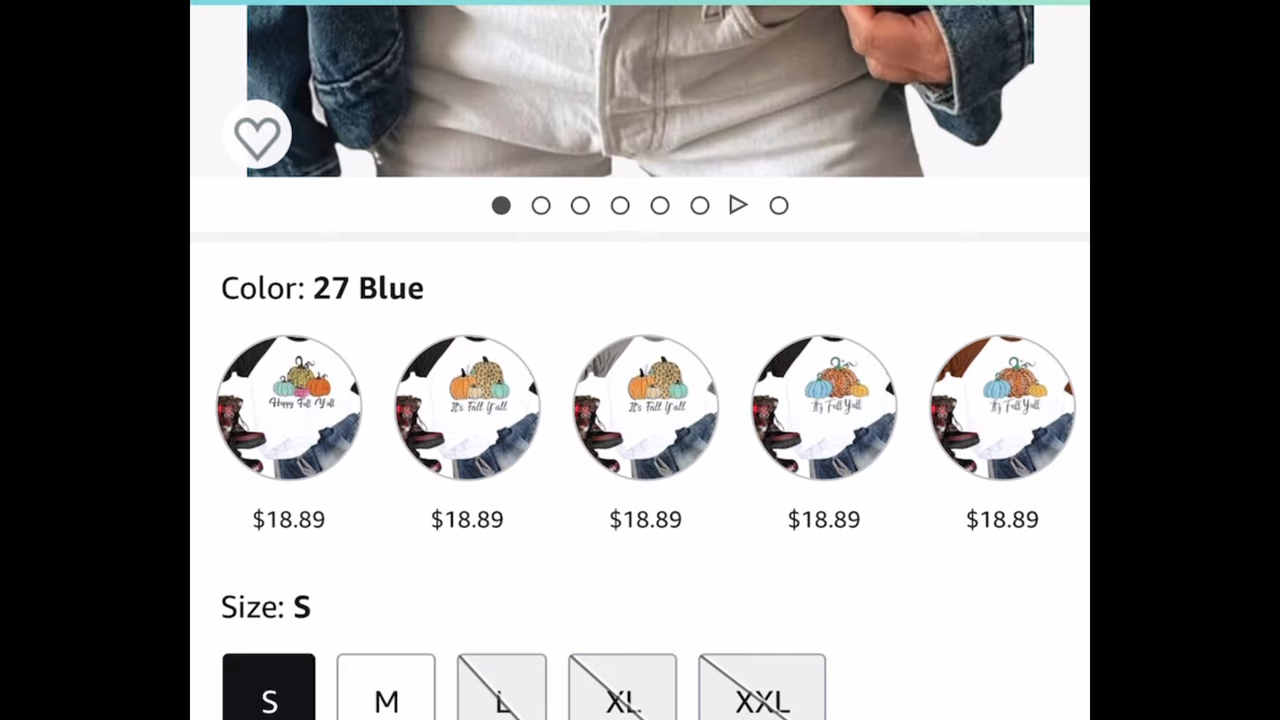 Color: 27 Blue
Happy Fall Y'all
It's Fall Y'all
It's Fall Y'all
It's Fall Y'all
It's Fall Y'all
$18.89 $18.89 $18.89 $18.89 $18.89
Size: S
S M L XL XXL